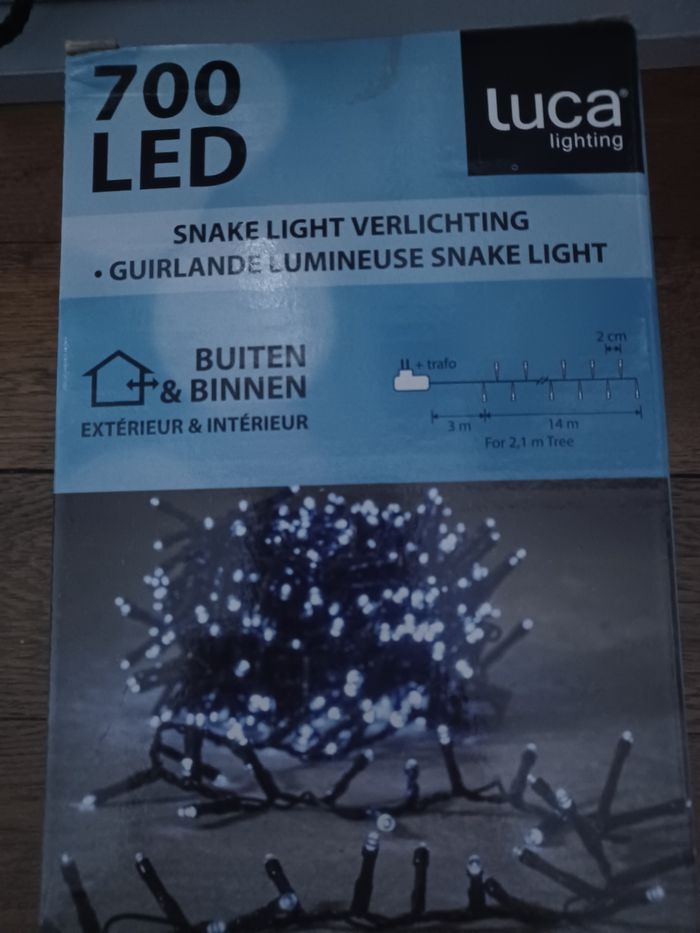 700
LED
luca®
lighting
SNAKE LIGHT VERLICHTING
• GUIRLANDE LUMINEUSE SNAKE LIGHT
BUITEN
& BINNEN
EXTÉRIEUR & INTÉRIEUR
2 cm
+ trafo
3 m
14 m
For 2,1 m Tree